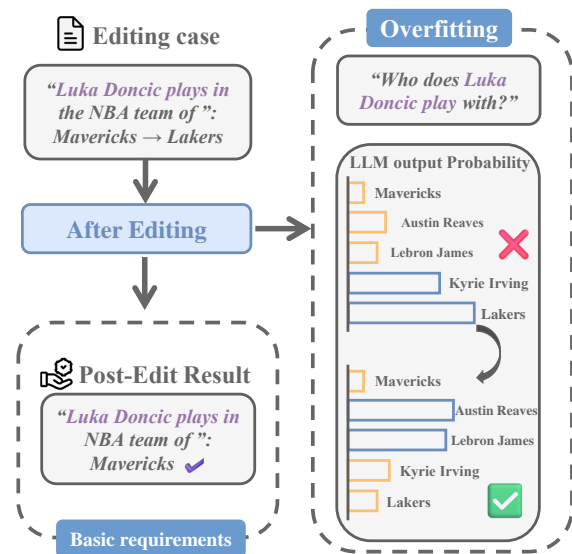 Editing case
“Luka Doncic plays in
the NBA team of ”:
Mavericks → Lakers
After Editing
Post-Edit Result
“Luka Doncic plays in
NBA team of ”:
Mavericks
Basic requirements
Overfitting
“Who does Luka
Doncic play with?”
LLM output Probability
Mavericks
Austin Reaves
Lebron James
Kyrie Irving
Lakers
Mavericks
Austin Reaves
Lebron James
Kyrie Irving
Lakers